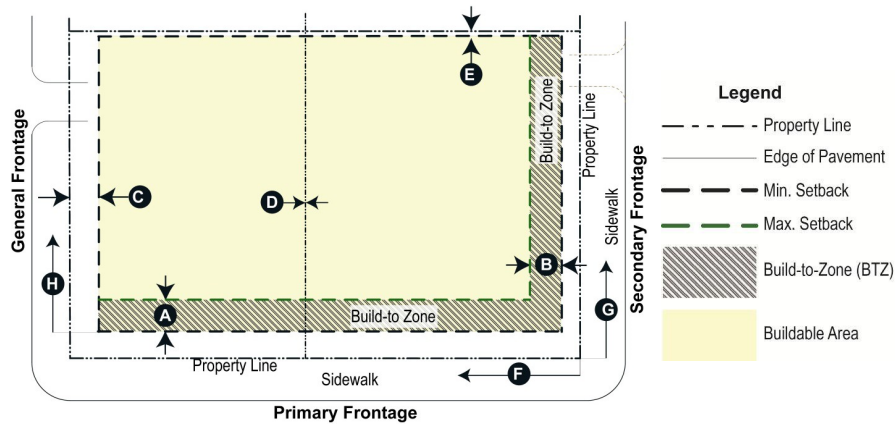 E
Build-to Zone
Property Line
General Frontage
C
D
Sidewalk
Secondary Frontage
H
B
A
Build-to Zone
G
Property Line
Sidewalk
F
Primary Frontage
Legend
Property Line
Edge of Pavement
Min. Setback
Max. Setback
Build-to-Zone (BTZ)
Buildable Area